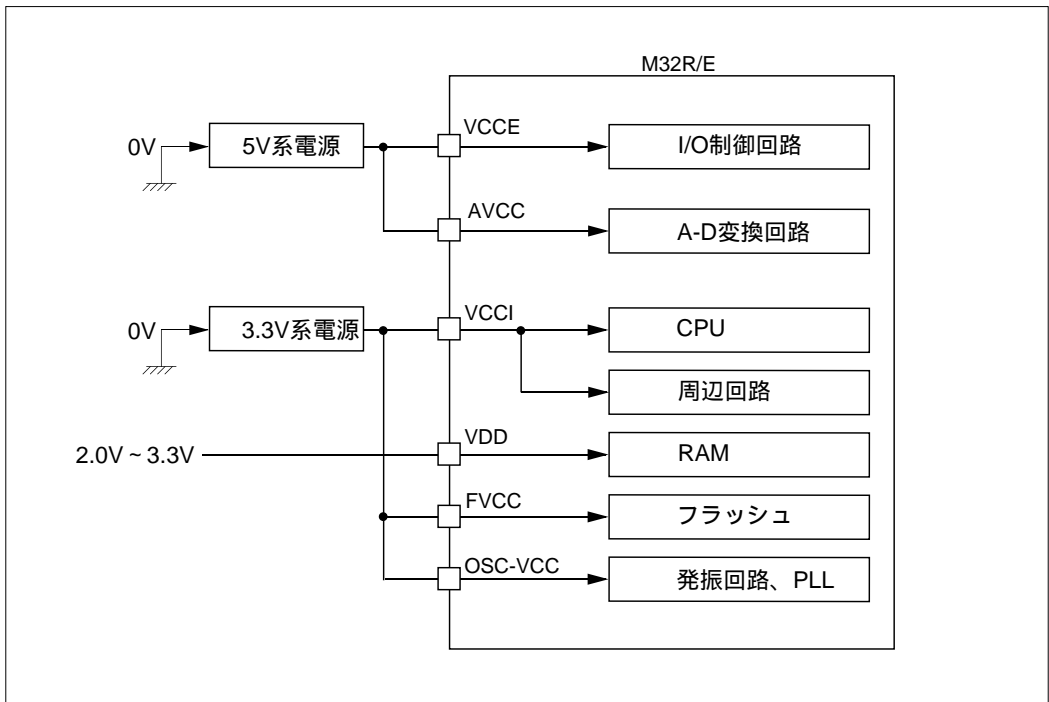 M32R/E
0V
5V系電源
VCCE
I/O制御回路
AVCC
A-D変換回路
0V
3.3V系電源
VCCI
CPU
周辺回路
2.0V ~ 3.3V
VDD
RAM
FVCC
フラッシュ
OSC-VCC
発振回路、PLL